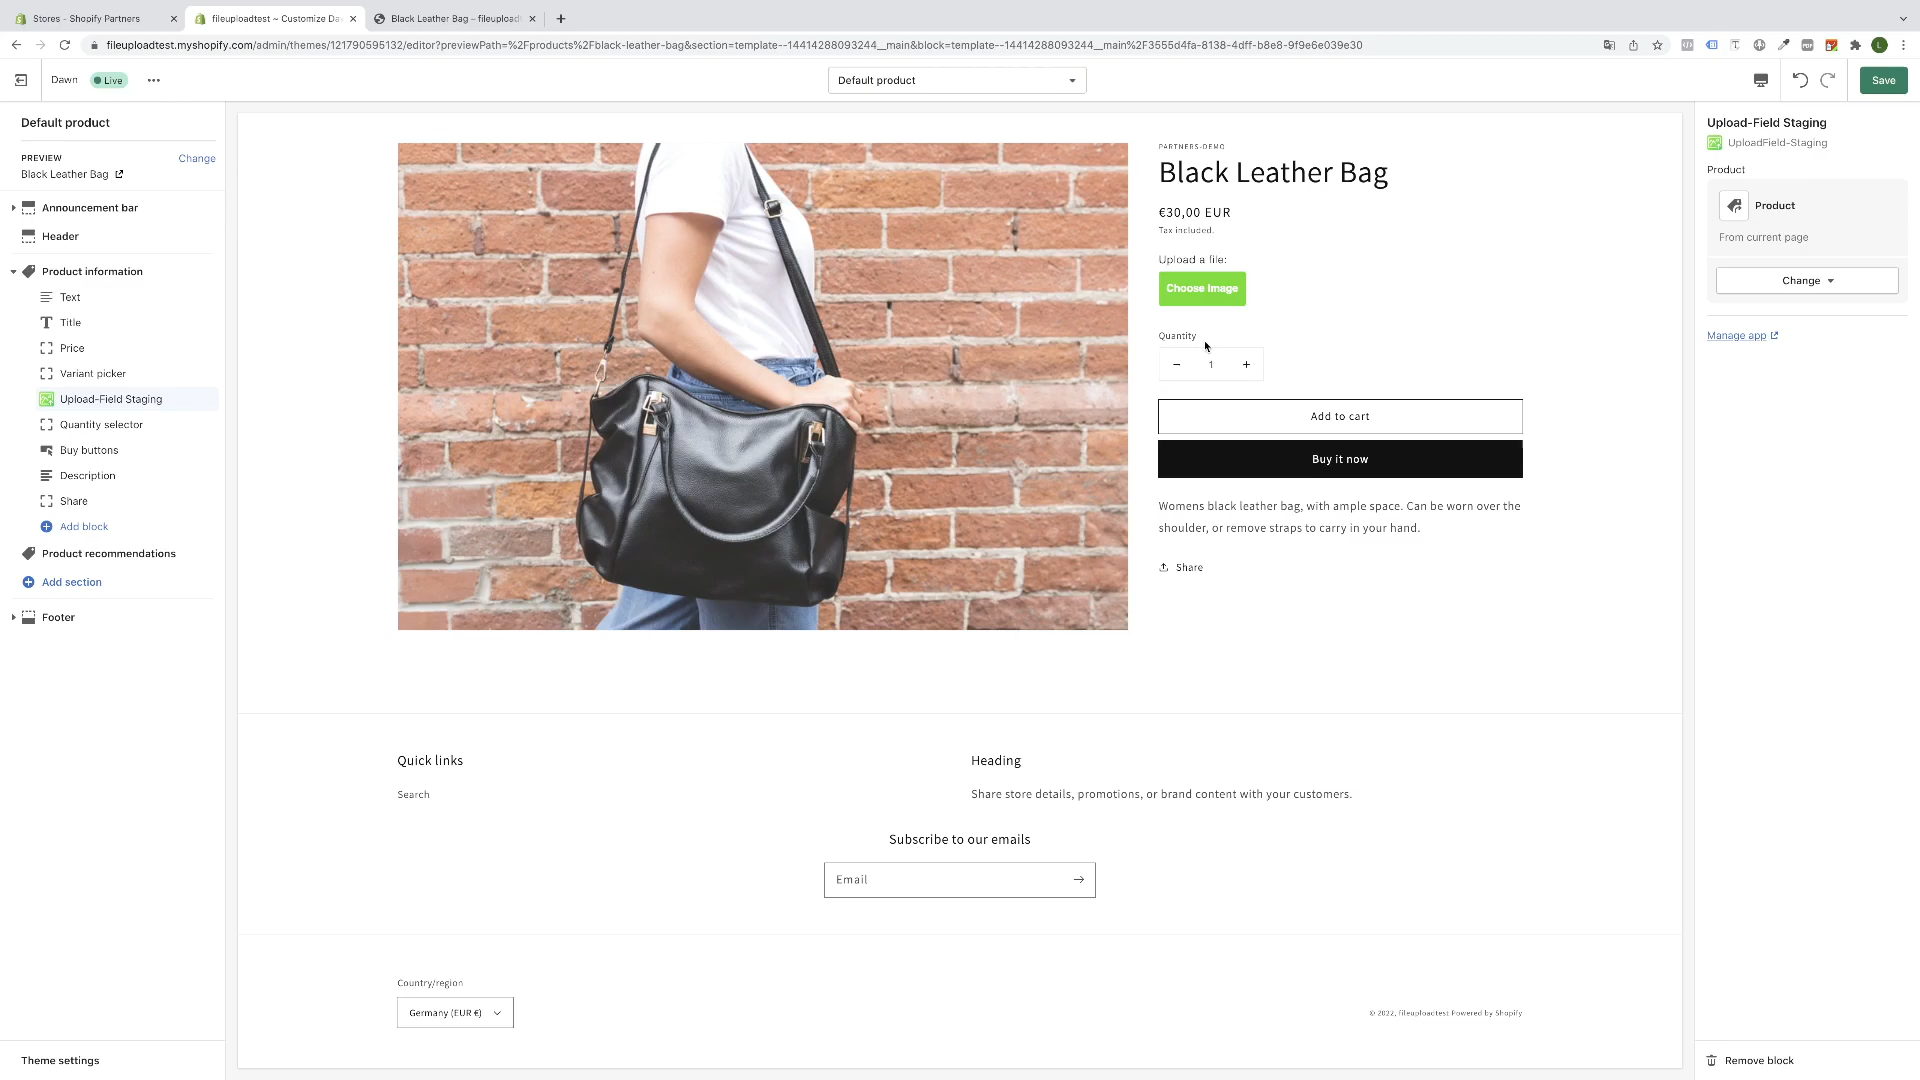 Stores - Shopify Partners
fileuploadtest ~ Customize Da
Black Leather Bag – fileupload
fileuploadtest.myshopify.com/admin/themes/121790595132/editor?previewPath=%2Fproducts%2Fblack-leather-bag&section=template--14414288093244__main&block=template--14414288093244__main%2F3555d4fa-8138-4dff-b8e8-9f9e6e039e30
L
Dawn
Live
Default product
Save
Default product
PREVIEW
Change
Black Leather Bag
Announcement bar
Header
Product information
Text
Title
Price
Variant picker
Upload-Field Staging
Quantity selector
Buy buttons
Description
Share
Add block
Product recommendations
Add section
Footer
Theme settings
PARTNERS-DEMO
Black Leather Bag
€30,00 EUR
Tax included.
Upload a file:
Choose Image
Quantity
− 1 +
Add to cart
Buy it now
Womens black leather bag, with ample space. Can be worn over the
shoulder, or remove straps to carry in your hand.
Share
Quick links
Search
Heading
Share store details, promotions, or brand content with your customers.
Subscribe to our emails
Email
Country/region
Germany (EUR €)
© 2022, fileuploadtest Powered by Shopify
Upload-Field Staging
UploadField-Staging
Product
Product
From current page
Change
Manage app
Remove block